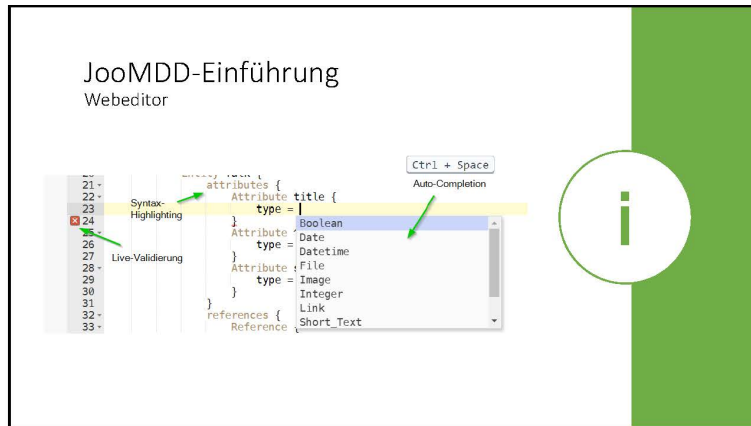 JooMDD-Einführung
Webeditor
Ctrl + Space
Auto-Completion
21 attributes {
22 Attribute title {
Syntax-
Highlighting
23 type =
24 }
25 Attribute
Live-Validierung
26 type =
27 }
28 Attribute s
29 type =
30 }
31 }
32 references {
33 Reference {
Boolean
Date
Datetime
File
Image
Integer
Link
Short_Text
i